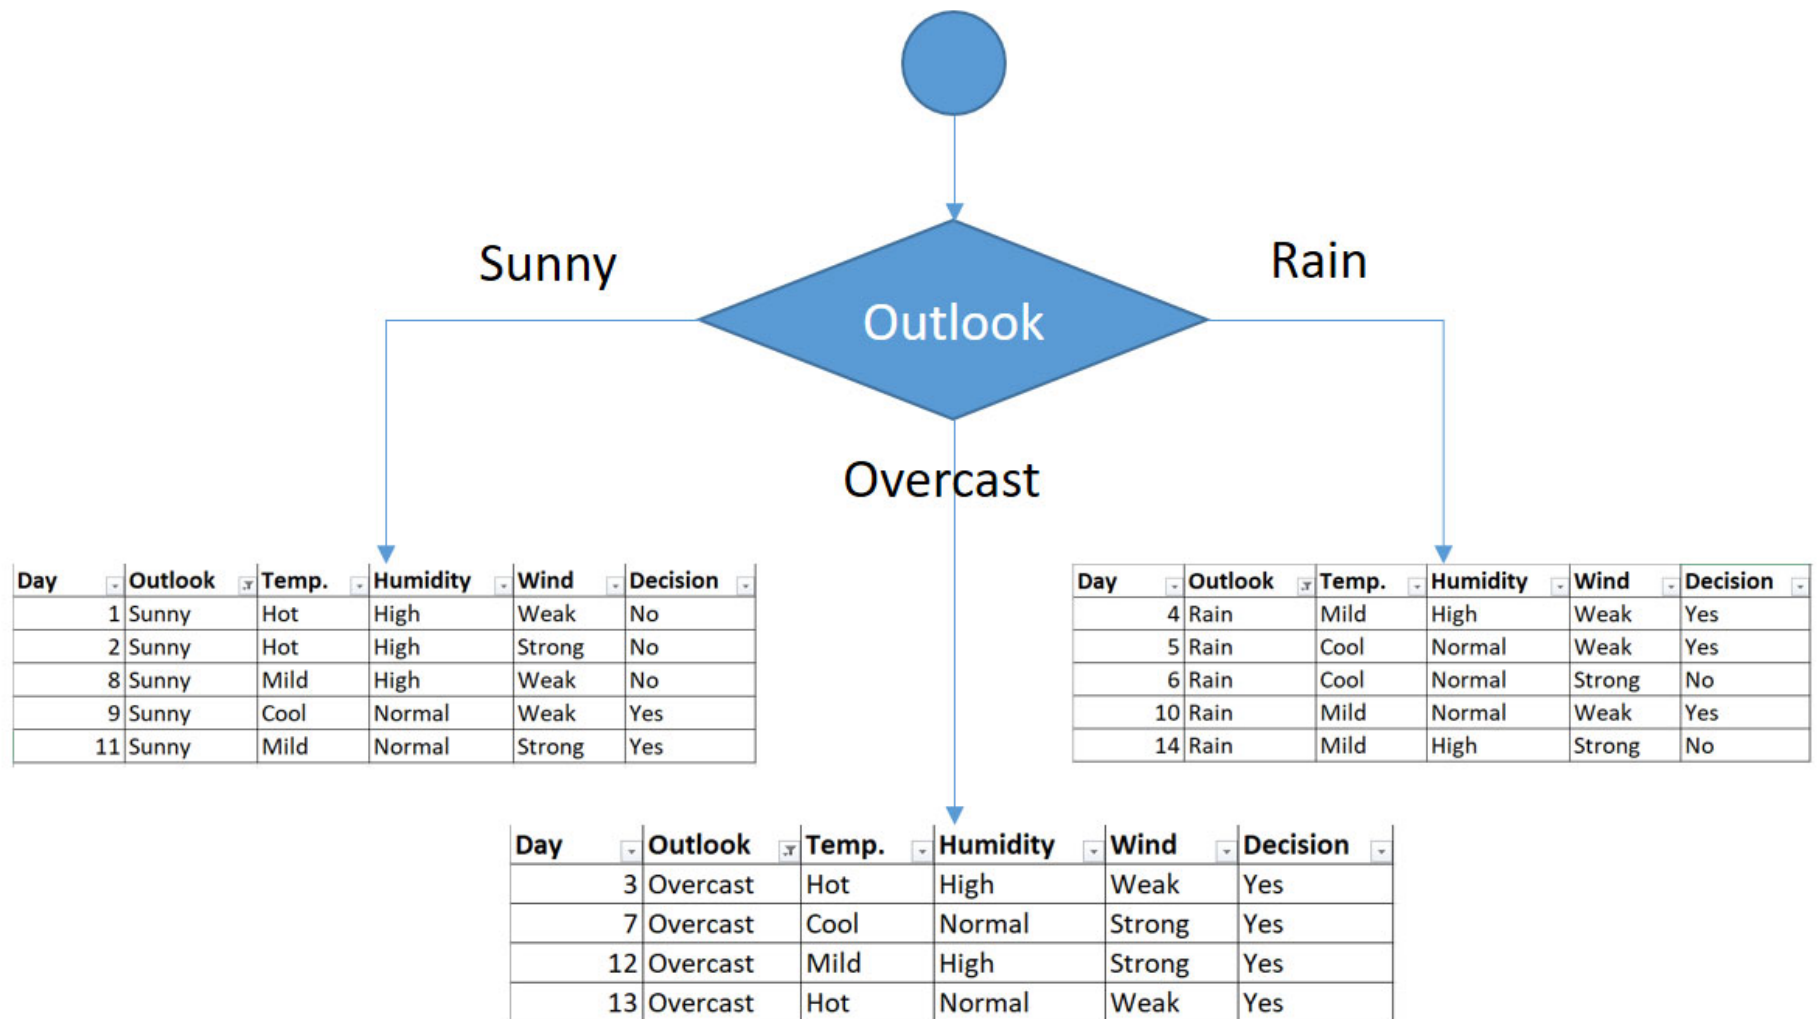 Sunny
Rain
Outlook
Overcast
Day Outlook Temp. Humidity Wind Decision
1 Sunny Hot High Weak No
2 Sunny Hot High Strong No
8 Sunny Mild High Weak No
9 Sunny Cool Normal Weak Yes
11 Sunny Mild Normal Strong Yes
Day Outlook Temp. Humidity Wind Decision
4 Rain Mild High Weak Yes
5 Rain Cool Normal Weak Yes
6 Rain Cool Normal Strong No
10 Rain Mild Normal Weak Yes
14 Rain Mild High Strong No
Day Outlook Temp. Humidity Wind Decision
3 Overcast Hot High Weak Yes
7 Overcast Cool Normal Strong Yes
12 Overcast Mild High Strong Yes
13 Overcast Hot Normal Weak Yes